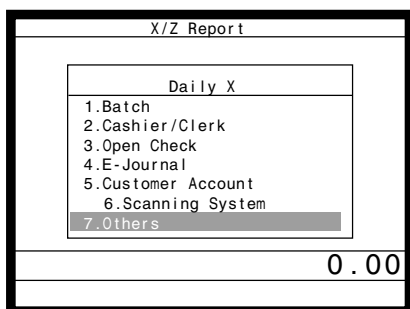 X/Z Report
Daily X
1.Batch
2.Cashier/Clerk
3.Open Check
4.E-Journal
5.Customer Account
6.Scanning System
7.Others
0.00